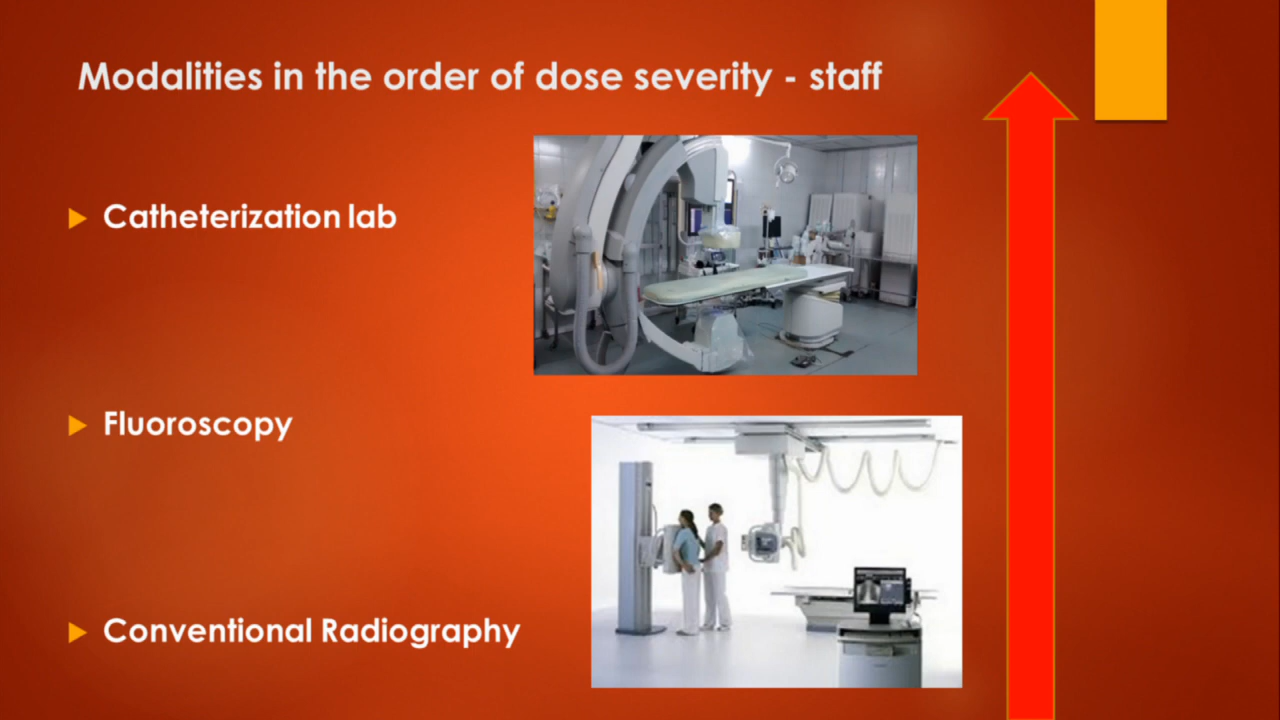 Modalities in the order of dose severity - staff
Catheterization lab
Fluoroscopy
Conventional Radiography